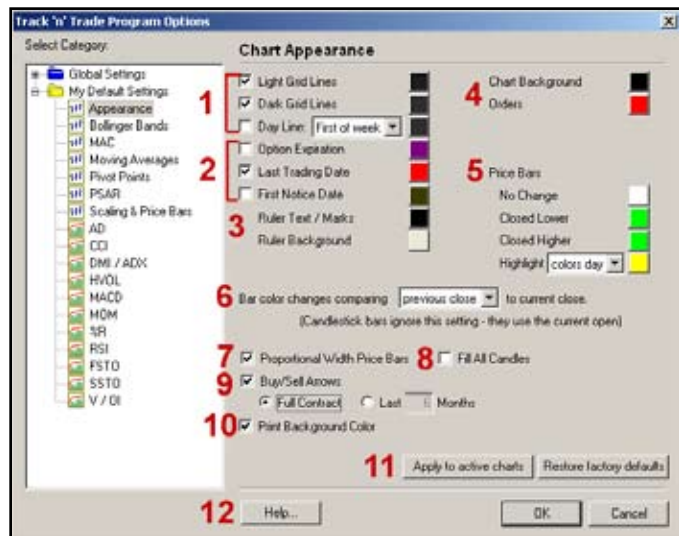 Track 'n' Trade Program Options
Select Category:
Global Settings
My Default Settings
Appearance
Bollinger Bands
MAC
Moving Averages
Pivot Points
PSAR
Scaling & Price Bars
AD
CCI
DMI / ADX
HVOL
MACD
MOM
%R
RSI
FSTO
SSTO
V / OI
Chart Appearance
1
Light Grid Lines
Dark Grid Lines
Day Line: First of week
2
Option Expiration
Last Trading Date
First Notice Date
3
Ruler Text / Marks
Ruler Background
4
Chart Background
Orders
5 Price Bars
No Change
Closed Lower
Closed Higher
Highlight colors day
6 Bar color changes comparing previous close to current close.
(Candlestick bars ignore this setting - they use the current open)
7 Proportional Width Price Bars
8 Fill All Candles
9 Buy/Sell Arrows
Full Contract Last 6 Months
10 Print Background Color
11 Apply to active charts Restore factory defaults
12 Help... OK Cancel